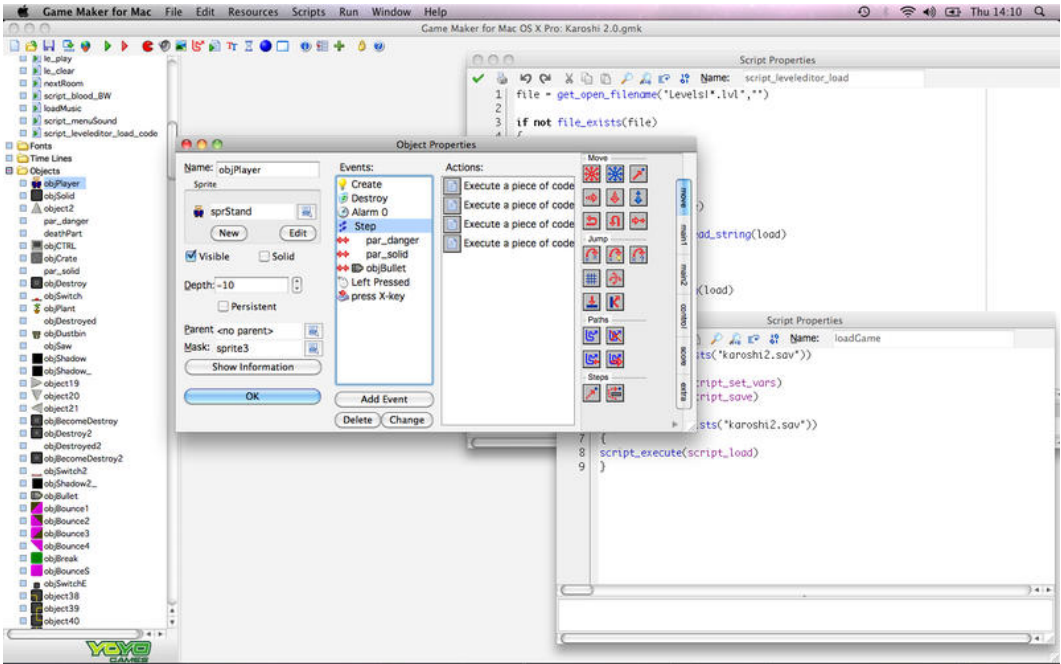 Game Maker for Mac File Edit Resources Scripts Run Window Help Thu 14:10
Game Maker for Mac OS X Pro: Karoshi 2.0.gmk
le_play
le_clear
nextRoom
script_blood_BW
loadMusic
script_menuSound
script_leveleditor_load_code
Fonts
Time Lines
Objects
objPlayer
objSolid
object2
par_danger
deathPart
objCTRL
objCrate
par_solid
objDestroy
objSwitch
objPlant
objDestroyed
objDustbin
objSaw
objShadow
objShadow_
object19
object20
object21
objBecomeDestroy
objDestroy2
objDestroyed2
objBecomeDestroy2
objSwitch2
objShadow2_
objBullet
objBounce1
objBounce2
objBounce3
objBounce4
objBreak
objBounceS
objSwitchE
object38
object39
object40
YOYO
GAMES
Script Properties
Name: script_leveleditor_load
1 file = get_open_filename("Levels!*.lvl","")
2
3 if not file_exists(file)
)
ad_string(load)
(load)
Object Properties
Name: objPlayer
Sprite
sprStand
New Edit
Visible Solid
Depth: -10
Persistent
Parent <no parent>
Mask: sprite3
Show Information
OK
Events:
Create
Destroy
Alarm 0
Step
par_danger
par_solid
objBullet
Left Pressed
press X-key
Add Event
Delete Change
Actions:
Execute a piece of code
Execute a piece of code
Execute a piece of code
Execute a piece of code
Move
Jump
Paths
Steps
move
main1
main2
control
score
extra
Script Properties
Name: loadGame
sts("karoshi2.sav"))
ript_set_vars)
ript_save)
sts("karoshi2.sav"))
7 {
8 script_execute(script_load)
9 }